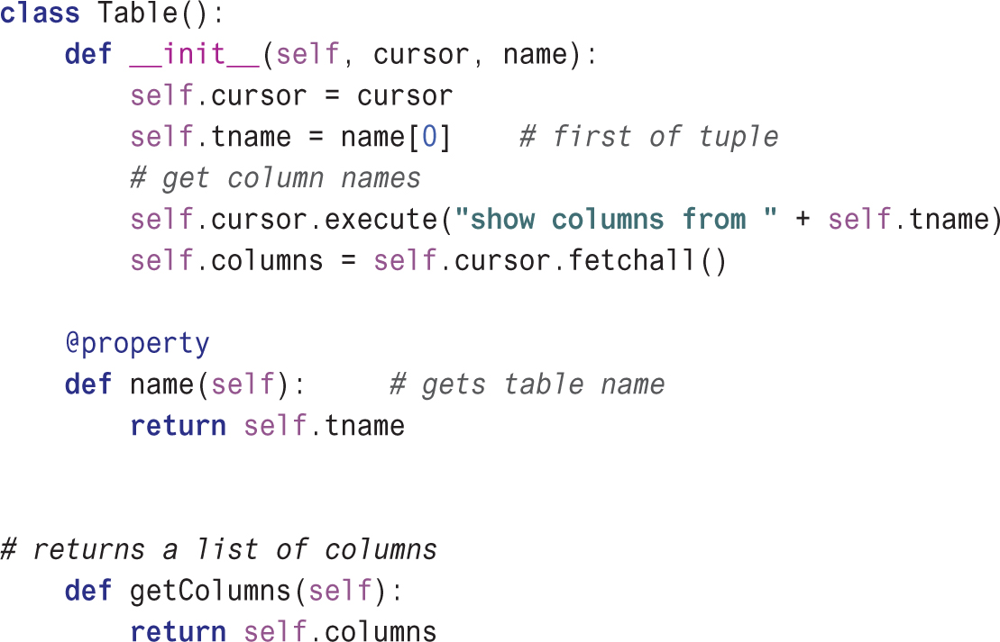 class Table():
    def __init__(self, cursor, name):
        self.cursor = cursor
        self.tname = name[0]    # first of tuple
        # get column names
        self.cursor.execute("show columns from " + self.tname)
        self.columns = self.cursor.fetchall()

    @property
    def name(self):     # gets table name
        return self.tname


# returns a list of columns
    def getColumns(self):
        return self.columns